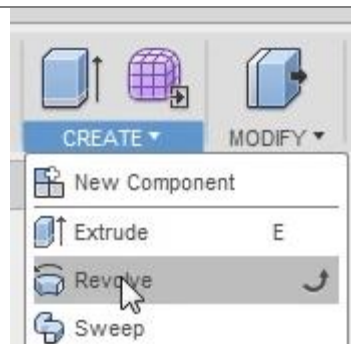 CREATE ▾ MODIFY ▾
New Component
Extrude E
Revolve
Sweep